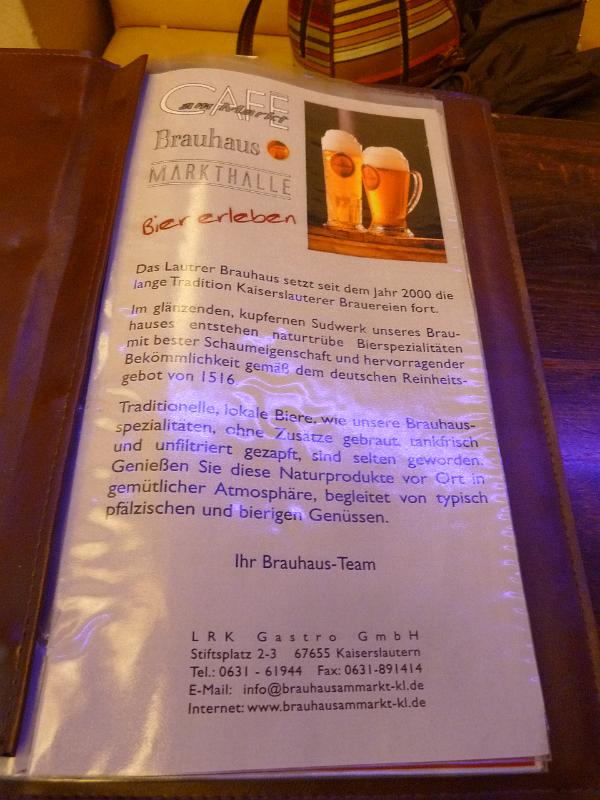 CAFE
am Markt
Brauhaus
MARKTHALLE
Bier erleben
Das Lautrer Brauhaus setzt seit dem Jahr 2000 die
lange Tradition Kaiserslauterer Brauereien fort.
Im glänzenden, kupfernen Sudwerk unseres Brau-
hauses entstehen naturtrübe Bierspezialitäten
mit bester Schaumeigenschaft und hervorragender
Bekömmlichkeit gemäß dem deutschen Reinheits-
gebot von 1516.
Traditionelle, lokale Biere, wie unsere Brauhaus-
spezialitäten, ohne Zusätze gebraut, tankfrisch
und unfiltriert gezapft, sind selten geworden.
Genießen Sie diese Naturprodukte vor Ort in
gemütlicher Atmosphäre, begleitet von typisch
pfälzischen und bierigen Genüssen.
Ihr Brauhaus-Team
LRK Gastro GmbH
Stiftsplatz 2-3 67655 Kaiserslautern
Tel.: 0631 - 61944 Fax: 0631-891414
E-Mail: info@brauhausammarkt-kl.de
Internet: www.brauhausammarkt-kl.de